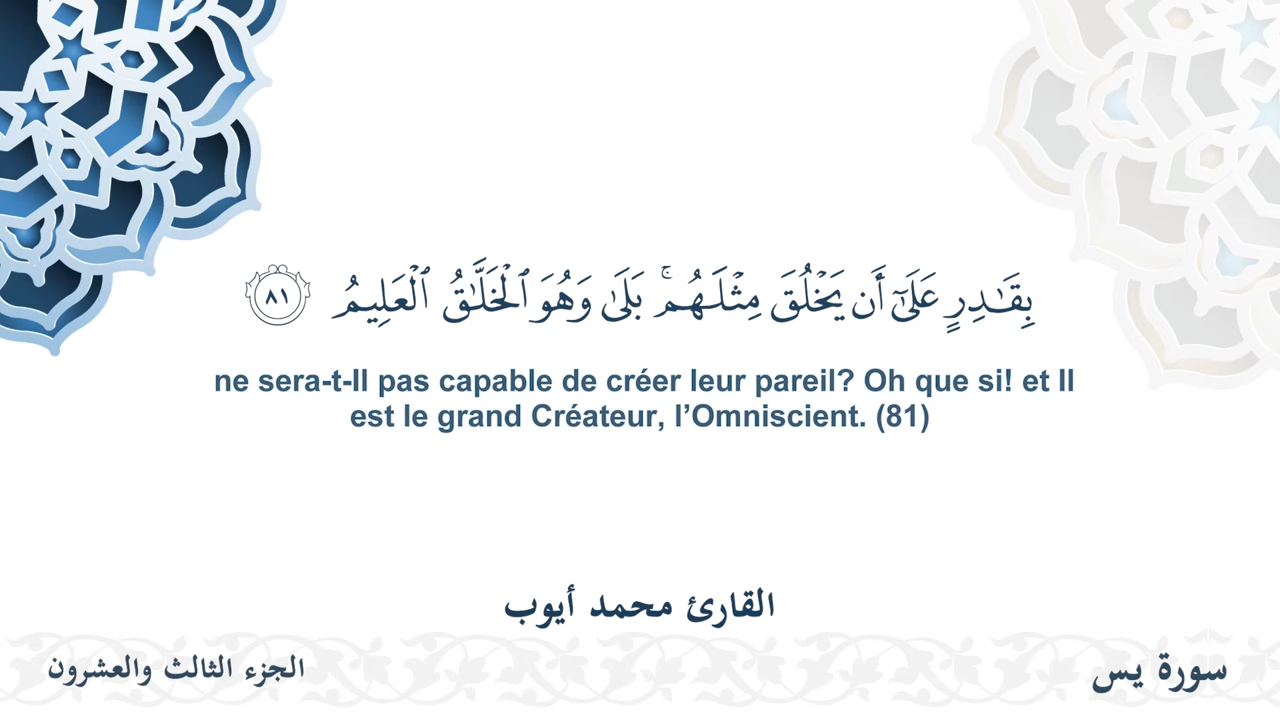 بِقَـٰدِرٍ عَلَىٰٓ أَن يَخْلُقَ مِثْلَهُم ۚ بَلَىٰ وَهُوَ ٱلْخَلَّـٰقُ ٱلْعَلِيمُ ٨١
ne sera-t-Il pas capable de créer leur pareil? Oh que si! et Il
est le grand Créateur, l’Omniscient. (81)
القارئ محمد أيوب
سورة يس
الجزء الثالث والعشرون